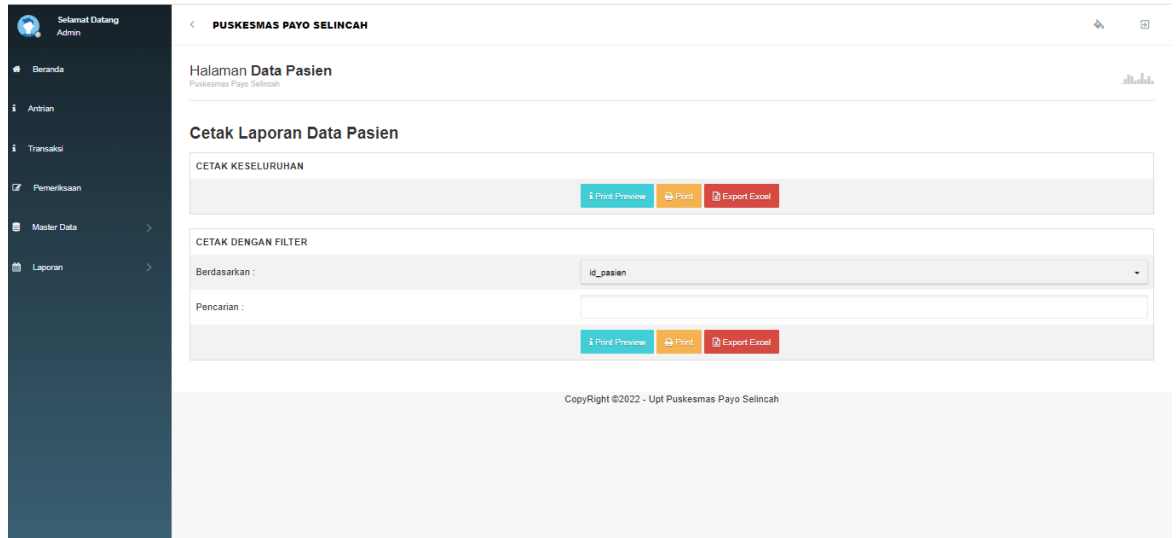 Selamat Datang
Admin
Beranda
Antrian
Transaksi
Pemeriksaan
Master Data
Laporan
PUSKESMAS PAYO SELINCAH
Halaman Data Pasien
Puskesmas Payo Selincah
Cetak Laporan Data Pasien
CETAK KESELURUHAN
Print Preview Print Export Excel
CETAK DENGAN FILTER
Berdasarkan : id_pasien
Pencarian :
Print Preview Print Export Excel
CopyRight ©2022 - Upt Puskesmas Payo Selincah